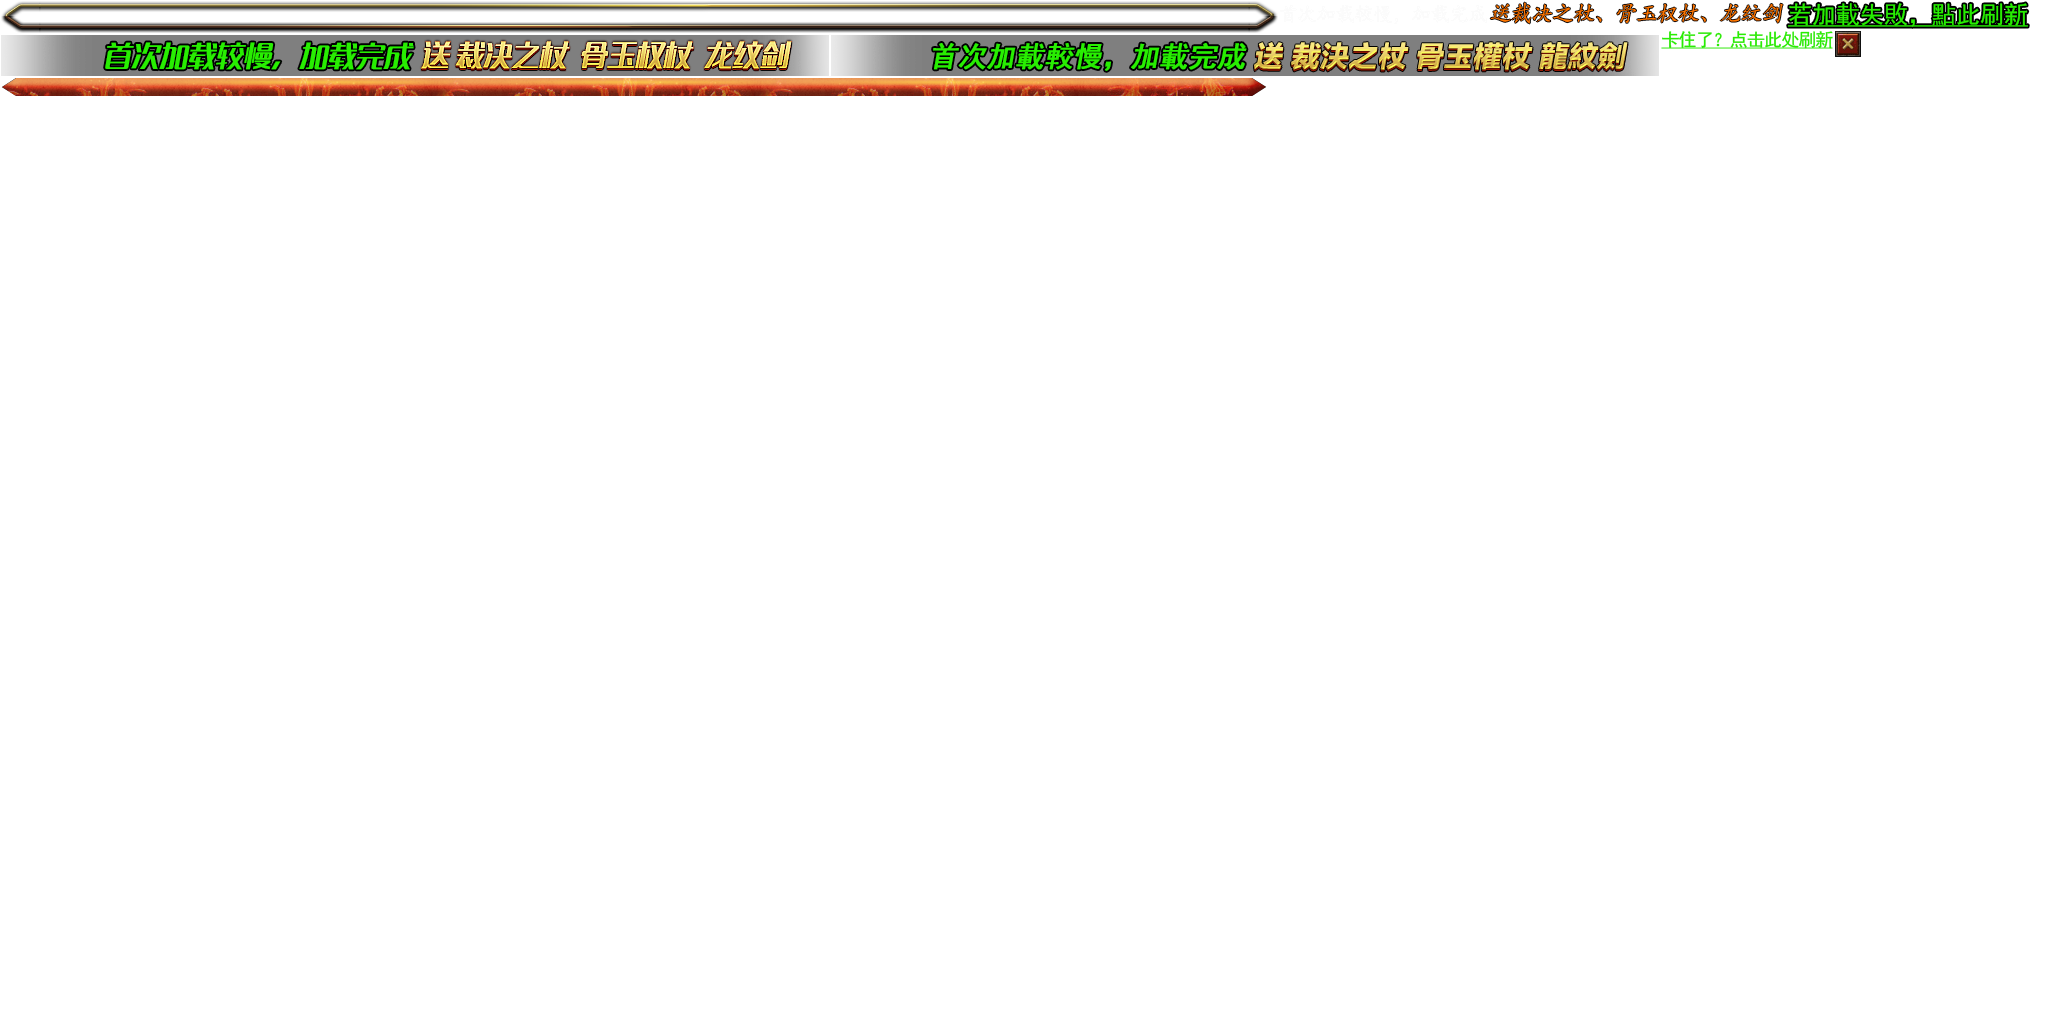 送裁决之杖、骨玉权杖、龙纹剑
若加載失敗，點此刷新
卡住了？点击此处刷新
首次加载较慢，加载完成 送 裁决之杖 骨玉权杖 龙纹剑
首次加載較慢，加載完成 送 裁決之杖 骨玉權杖 龍紋劍